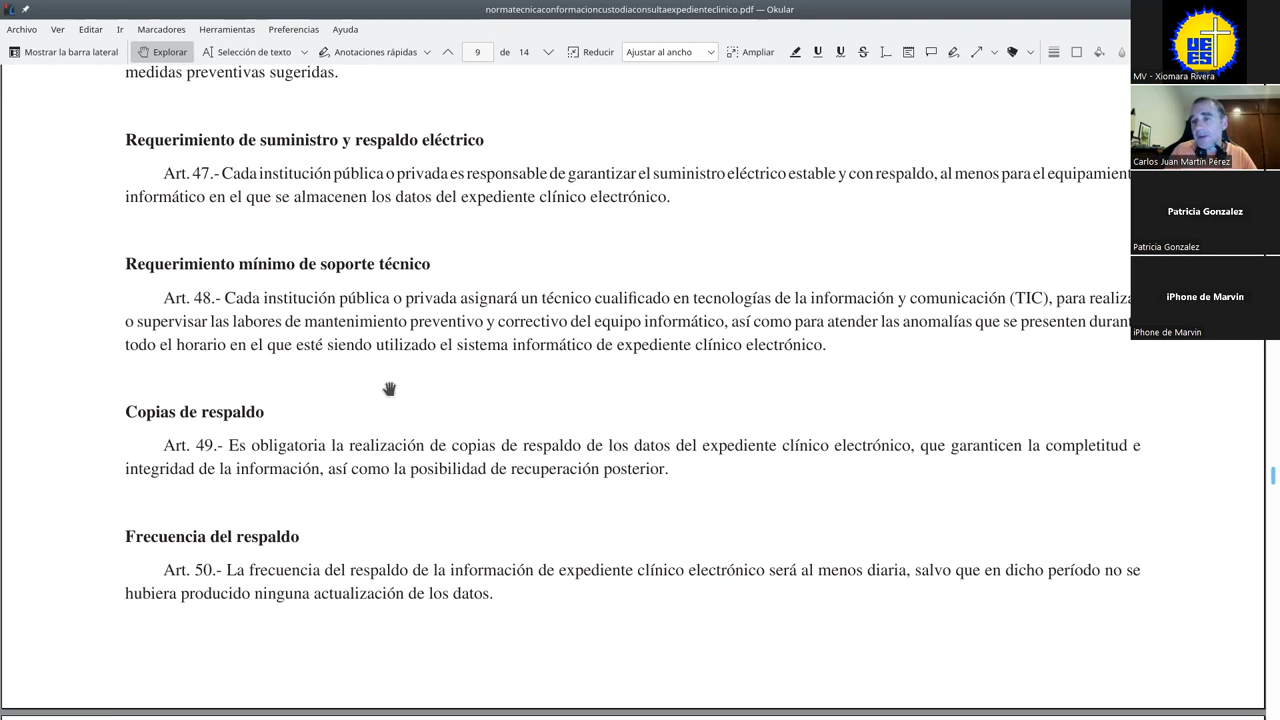 normatecnicaconformacioncustodiaconsultaexpedienteclinico.pdf — Okular
Archivo Ver Editar Ir Marcadores Herramientas Preferencias Ayuda
Mostrar la barra lateral Explorar Selección de texto Anotaciones rápidas 9 de 14 Reducir Ajustar al ancho Ampliar
medidas preventivas sugeridas.
Requerimiento de suministro y respaldo eléctrico
Art. 47.- Cada institución pública o privada es responsable de garantizar el suministro eléctrico estable y con respaldo, al menos para el equipamient
informático en el que se almacenen los datos del expediente clínico electrónico.
Requerimiento mínimo de soporte técnico
Art. 48.- Cada institución pública o privada asignará un técnico cualificado en tecnologías de la información y comunicación (TIC), para realiza
o supervisar las labores de mantenimiento preventivo y correctivo del equipo informático, así como para atender las anomalías que se presenten duran
todo el horario en el que esté siendo utilizado el sistema informático de expediente clínico electrónico.
Copias de respaldo
Art. 49.- Es obligatoria la realización de copias de respaldo de los datos del expediente clínico electrónico, que garanticen la completitud e
integridad de la información, así como la posibilidad de recuperación posterior.
Frecuencia del respaldo
Art. 50.- La frecuencia del respaldo de la información de expediente clínico electrónico será al menos diaria, salvo que en dicho período no se
hubiera producido ninguna actualización de los datos.
UEES
MV - Xiomara Rivera
Carlos Juan Martín Pérez
Patricia Gonzalez
Patricia Gonzalez
iPhone de Marvin
iPhone de Marvin